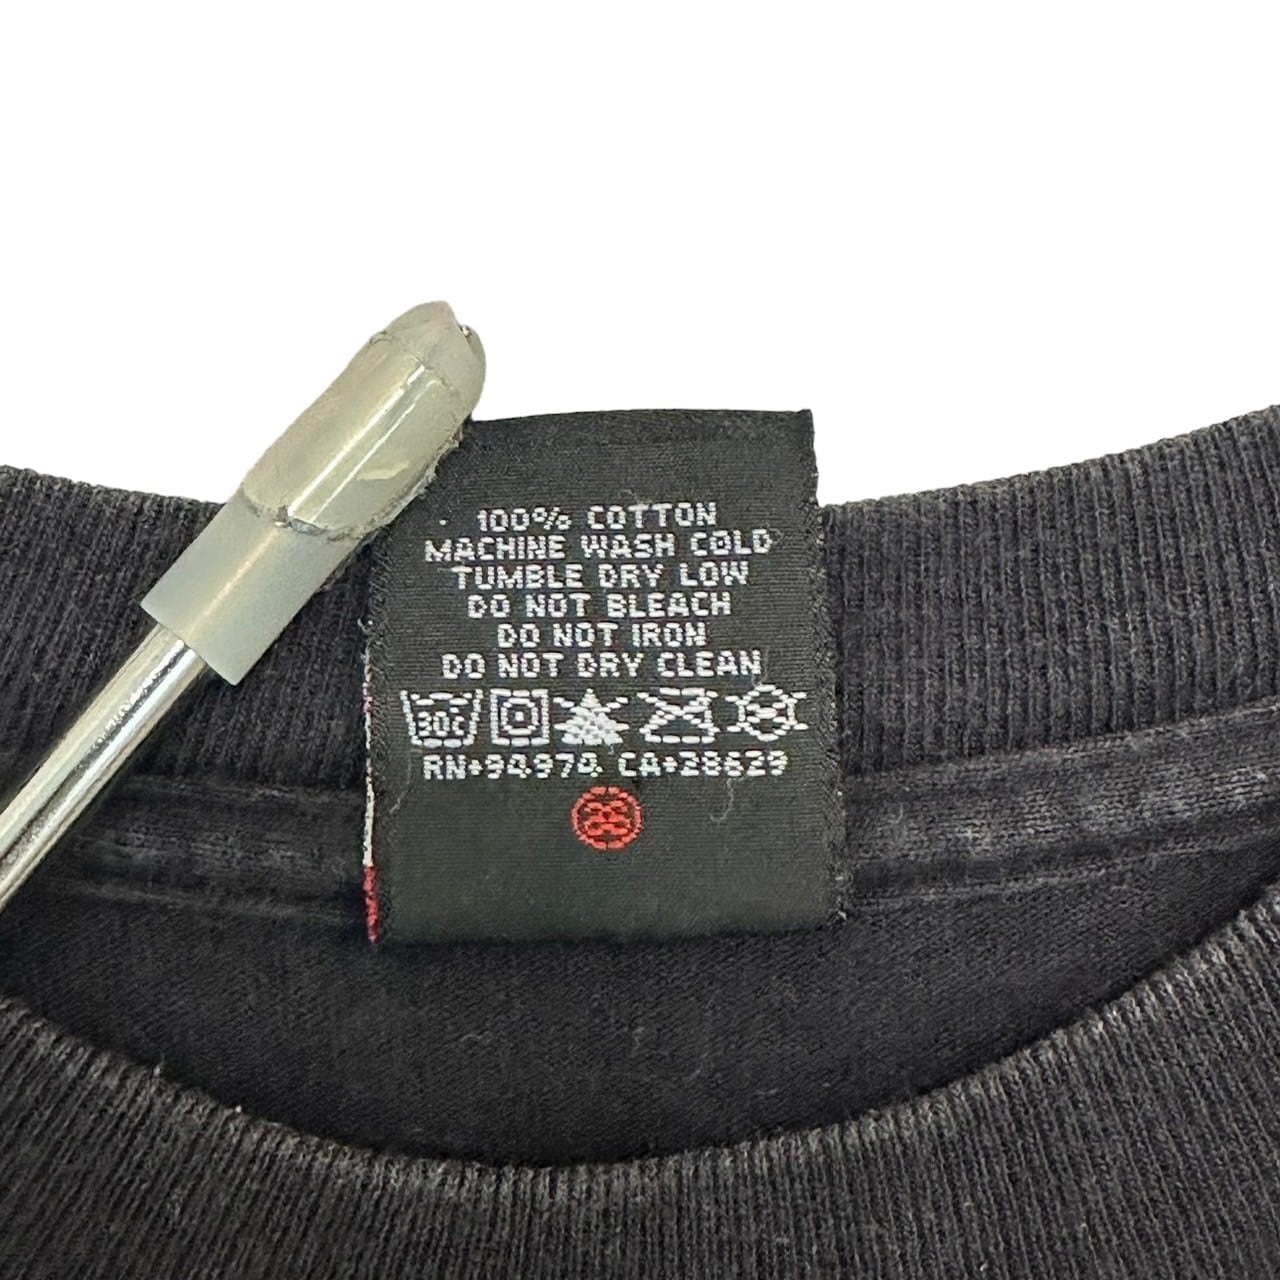 100% COTTON
MACHINE WASH COLD
TUMBLE DRY LOW
DO NOT BLEACH
DO NOT IRON
DO NOT DRY CLEAN
30c
RN•94974 CA•28629